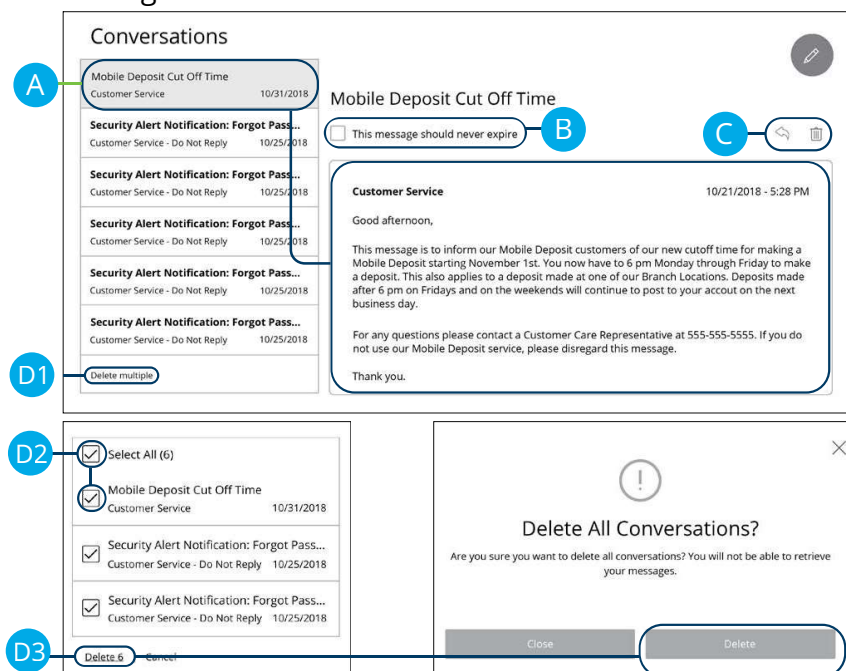 Conversations
A
Mobile Deposit Cut Off Time
Customer Service 10/31/2018
Security Alert Notification: Forgot Pass...
Customer Service - Do Not Reply 10/25/2018
Security Alert Notification: Forgot Pass...
Customer Service - Do Not Reply 10/25/2018
Security Alert Notification: Forgot Pass...
Customer Service - Do Not Reply 10/25/2018
Security Alert Notification: Forgot Pass...
Customer Service - Do Not Reply 10/25/2018
Security Alert Notification: Forgot Pass...
Customer Service - Do Not Reply 10/25/2018
D1
Delete multiple
Mobile Deposit Cut Off Time
This message should never expire
B
C
Customer Service 10/21/2018 - 5:28 PM
Good afternoon,
This message is to inform our Mobile Deposit customers of our new cutoff time for making a
Mobile Deposit starting November 1st. You now have to 6 pm Monday through Friday to make
a deposit. This also applies to a deposit made at one of our Branch Locations. Deposits made
after 6 pm on Fridays and on the weekends will continue to post to your accout on the next
business day.
For any questions please contact a Customer Care Representative at 555-555-5555. If you do
not use our Mobile Deposit service, please disregard this message.
Thank you.
D2
Select All (6)
Mobile Deposit Cut Off Time
Customer Service 10/31/2018
Security Alert Notification: Forgot Pass...
Customer Service - Do Not Reply 10/25/2018
Security Alert Notification: Forgot Pass...
Customer Service - Do Not Reply 10/25/2018
D3
Delete 6 Cancel
Delete All Conversations?
Are you sure you want to delete all conversations? You will not be able to retrieve
your messages.
Close Delete